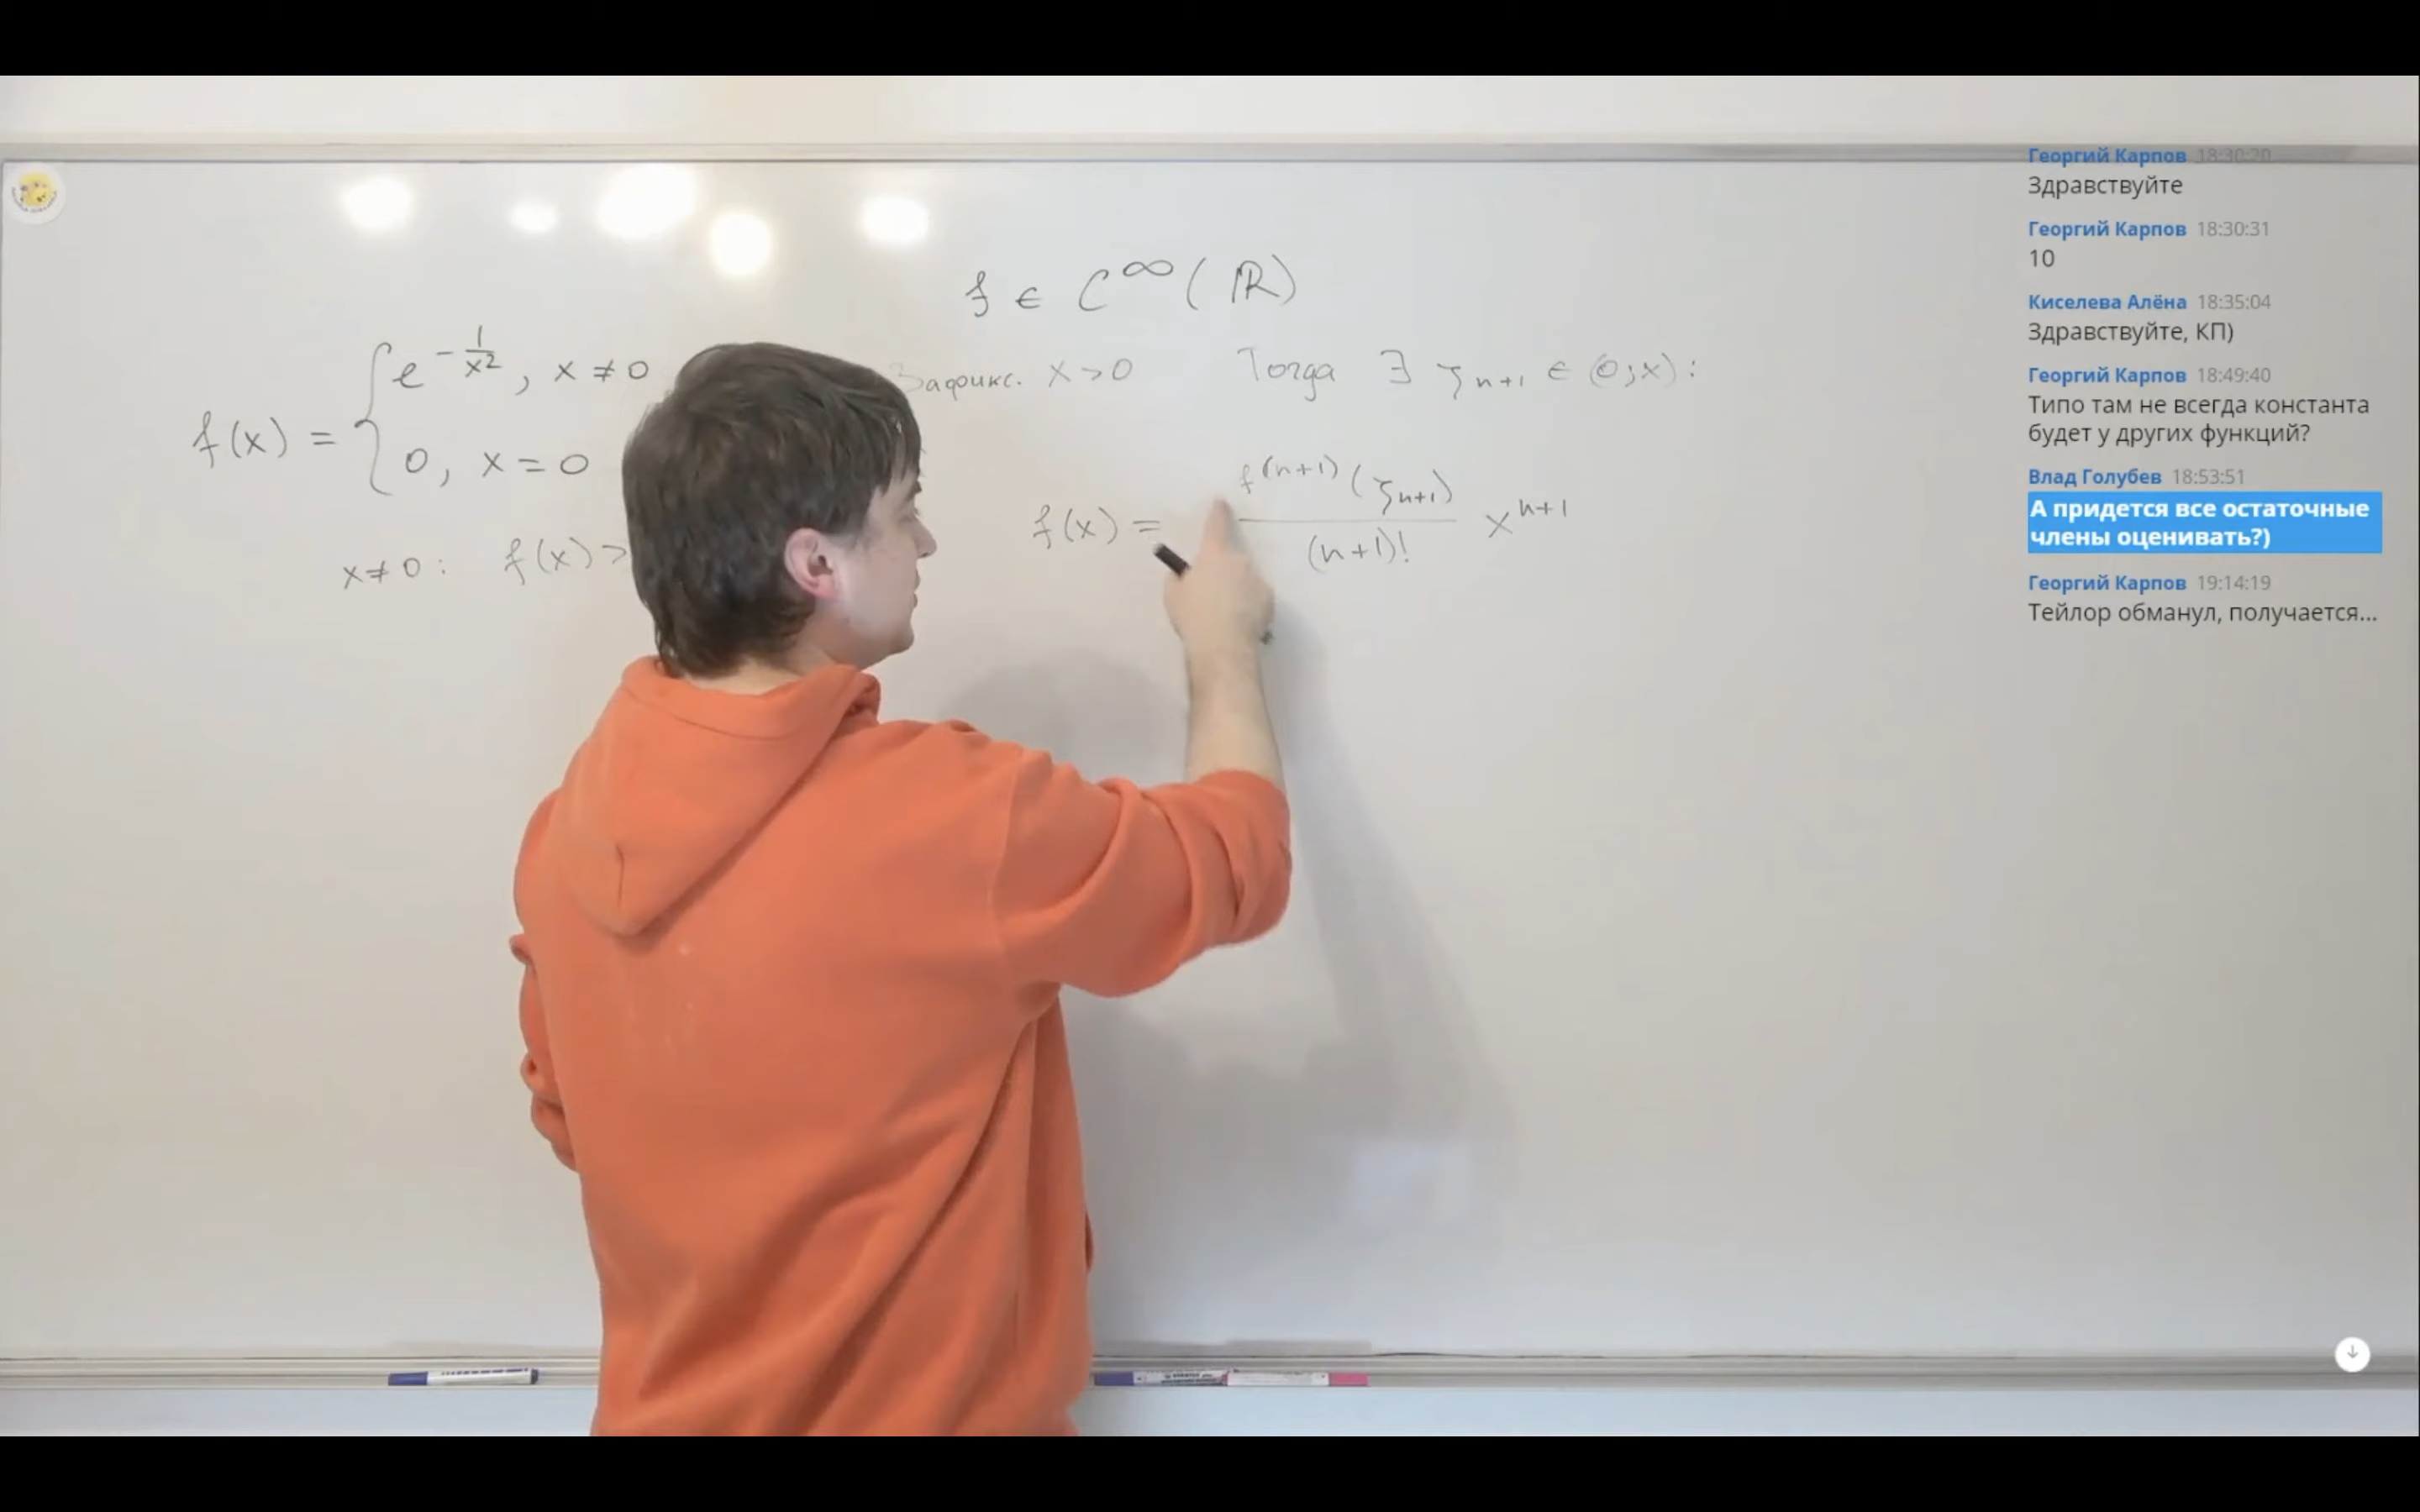 f ∈ C^∞(ℝ)
f(x) = { e^{-1/x²}, x ≠ 0
0, x = 0
x ≠ 0 : f(x) >
Зафикс. x > 0 Тогда ∃ ζ_{n+1} ∈ (0; x) :
f(x) = f^{(n+1)}(ζ_{n+1}) / (n+1)! x^{n+1}
Георгий Карпов 18:30:20
Здравствуйте
Георгий Карпов 18:30:31
10
Киселева Алёна 18:35:04
Здравствуйте, КП)
Георгий Карпов 18:49:40
Типо там не всегда константа
будет у других функций?
Влад Голубев 18:53:51
А придется все остаточные
члены оценивать?)
Георгий Карпов 19:14:19
Тейлор обманул, получается...